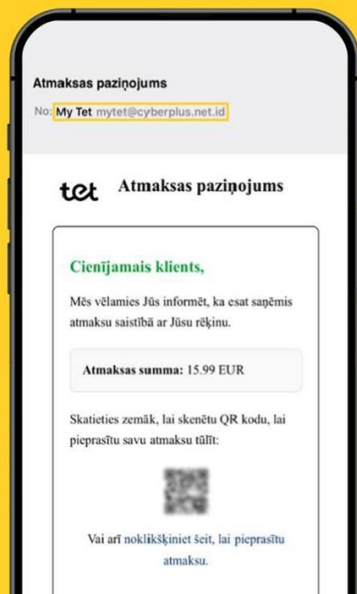 Atmaksas paziņojums
No: My Tet mytet@cyberplus.net.id
tet Atmaksas paziņojums
Cienījamais klients,
Mēs vēlamies Jūs informēt, ka esat saņēmis
atmaksu saistībā ar Jūsu rēķinu.
Atmaksas summa: 15.99 EUR
Skatieties zemāk, lai skenētu QR kodu, lai
pieprasītu savu atmaksu tūlīt:
Vai arī noklikšķiniet šeit, lai pieprasītu
atmaksu.